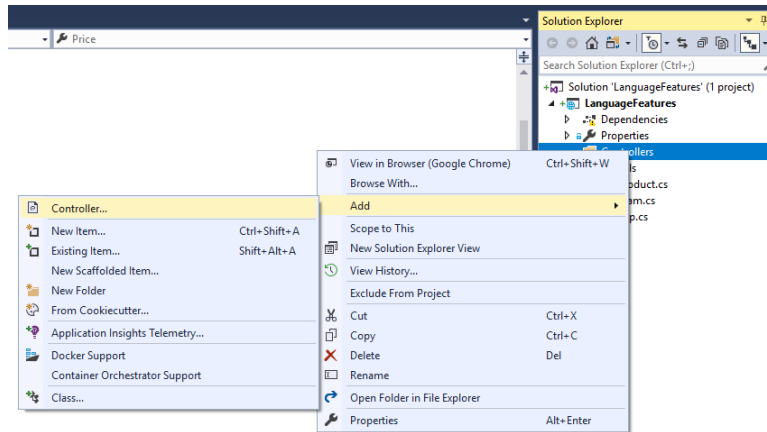 Price
Solution Explorer
Search Solution Explorer (Ctrl+;)
Solution 'LanguageFeatures' (1 project)
LanguageFeatures
Dependencies
Properties
View in Browser (Google Chrome) Ctrl+Shift+W
Browse With...
Add
Scope to This
New Solution Explorer View
View History...
Exclude From Project
Cut Ctrl+X
Copy Ctrl+C
Delete Del
Rename
Open Folder in File Explorer
Properties Alt+Enter
Controller...
New Item... Ctrl+Shift+A
Existing Item... Shift+Alt+A
New Scaffolded Item...
New Folder
From Cookiecutter...
Application Insights Telemetry...
Docker Support
Container Orchestrator Support
Class...